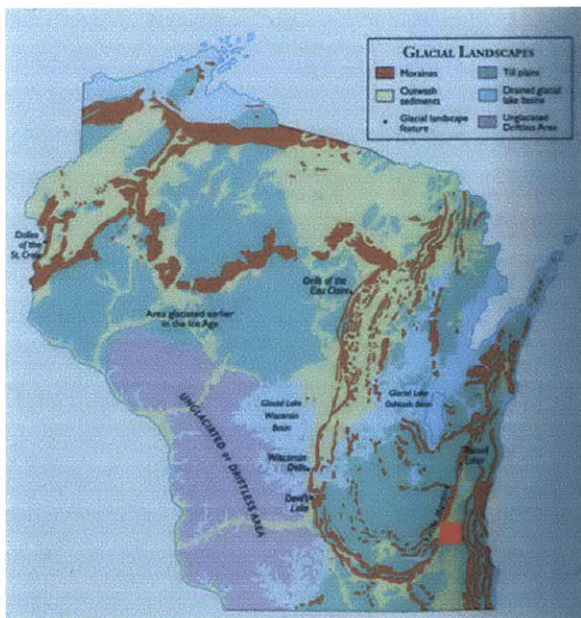 GLACIAL LANDSCAPES
Moraines
Till plains
Outwash
sediments
Drained glacial
lake Basins
Glacial landscape
feature
Unglaciated
Driftless Area
Dalles
of the
St. Croix
Dells of the
Eau Claire
Area glaciated earlier
in the Ice Age
UNGLACIATED or DRIFTLESS AREA
Glacial Lake
Wisconsin
Basin
Glacial Lake
Oshkosh Basin
Wisconsin
Dells
Devil's
Lake